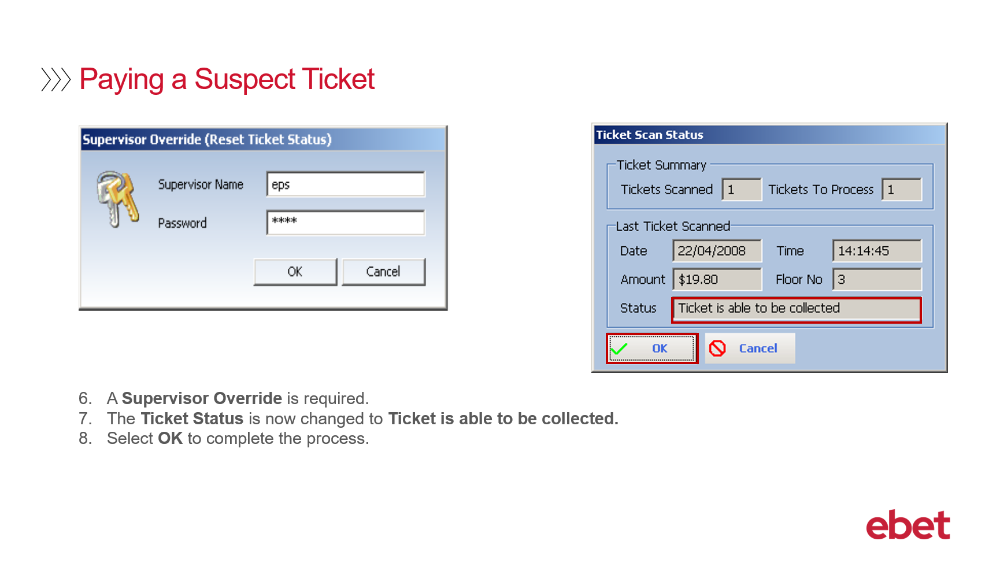 Paying a Suspect Ticket
Supervisor Override (Reset Ticket Status)
Supervisor Name eps
Password ****
OK Cancel
Ticket Scan Status
Ticket Summary
Tickets Scanned 1 Tickets To Process 1
Last Ticket Scanned
Date 22/04/2008 Time 14:14:45
Amount $19.80 Floor No 3
Status Ticket is able to be collected
OK Cancel
6. A Supervisor Override is required.
7. The Ticket Status is now changed to Ticket is able to be collected.
8. Select OK to complete the process.
ebet